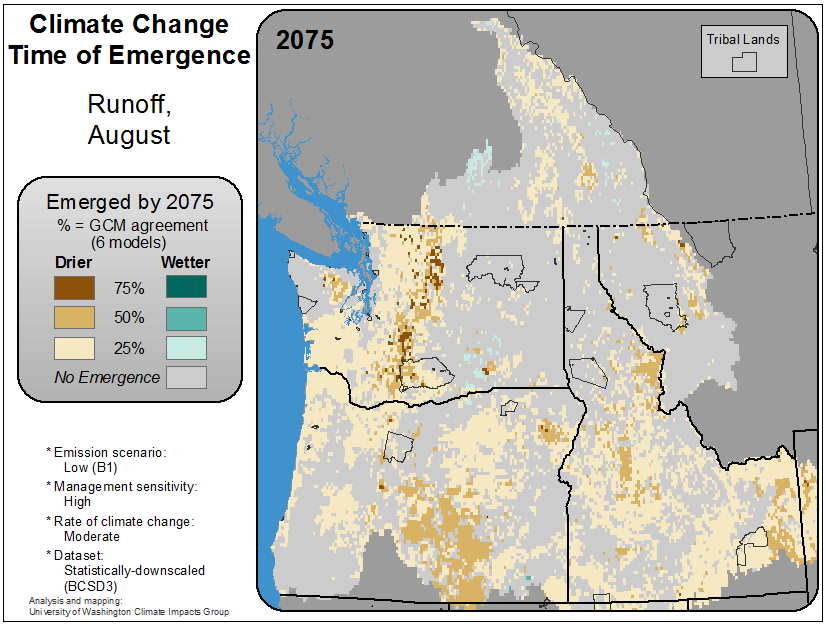 Climate Change
Time of Emergence
Runoff,
August
Emerged by 2075
% = GCM agreement
(6 models)
Drier Wetter
75%
50%
25%
No Emergence
* Emission scenario:
Low (B1)
* Management sensitivity:
High
* Rate of climate change:
Moderate
* Dataset:
Statistically-downscaled
(BCSD3)
Analysis and mapping:
University of Washington Climate Impacts Group
2075
Tribal Lands